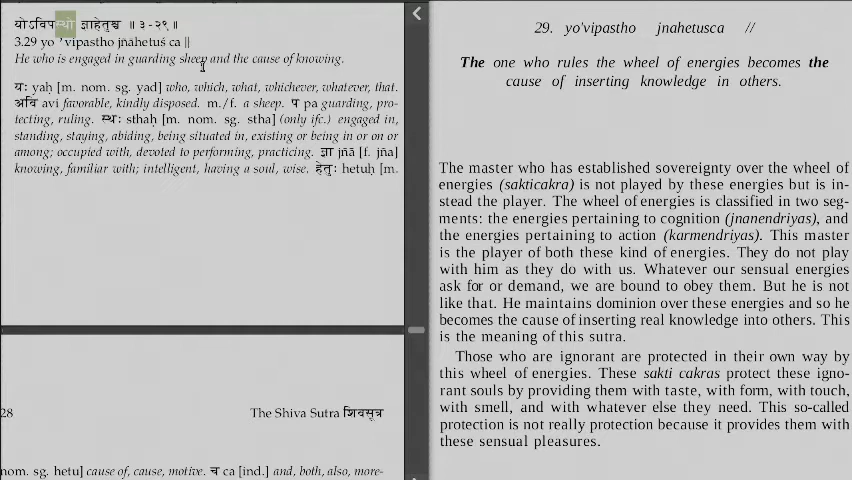 योऽविपस्थो ज्ञाहेतुश्च ॥ ३-२९ ॥
3.29 yo 'vipastho jñāhetuś ca ||
He who is engaged in guarding sheep and the cause of knowing.
यः yaḥ [m. nom. sg. yad] who, which, what, whichever, whatever, that.
अवि avi favorable, kindly disposed. m./f. a sheep. प pa guarding, pro-
tecting, ruling. स्थः sthaḥ [m. nom. sg. stha] (only ifc.) engaged in,
standing, staying, abiding, being situated in, existing or being in or on or
among; occupied with, devoted to performing, practicing. ज्ञा jñā [f. jña]
knowing, familiar with; intelligent, having a soul, wise. हेतुः hetuḥ [m.
28
The Shiva Sutra शिवसूत्र
nom. sg. hetu] cause of, cause, motive. च ca [ind.] and, both, also, more-
29. yo'vipastho jnahetusca //
The one who rules the wheel of energies becomes the
cause of inserting knowledge in others.
The master who has established sovereignty over the wheel of
energies (sakticakra) is not played by these energies but is in-
stead the player. The wheel of energies is classified in two seg-
ments: the energies pertaining to cognition (jnanendriyas), and
the energies pertaining to action (karmendriyas). This master
is the player of both these kind of energies. They do not play
with him as they do with us. Whatever our sensual energies
ask for or demand, we are bound to obey them. But he is not
like that. He maintains dominion over these energies and so he
becomes the cause of inserting real knowledge into others. This
is the meaning of this sutra.
Those who are ignorant are protected in their own way by
this wheel of energies. These sakti cakras protect these igno-
rant souls by providing them with taste, with form, with touch,
with smell, and with whatever else they need. This so-called
protection is not really protection because it provides them with
these sensual pleasures.